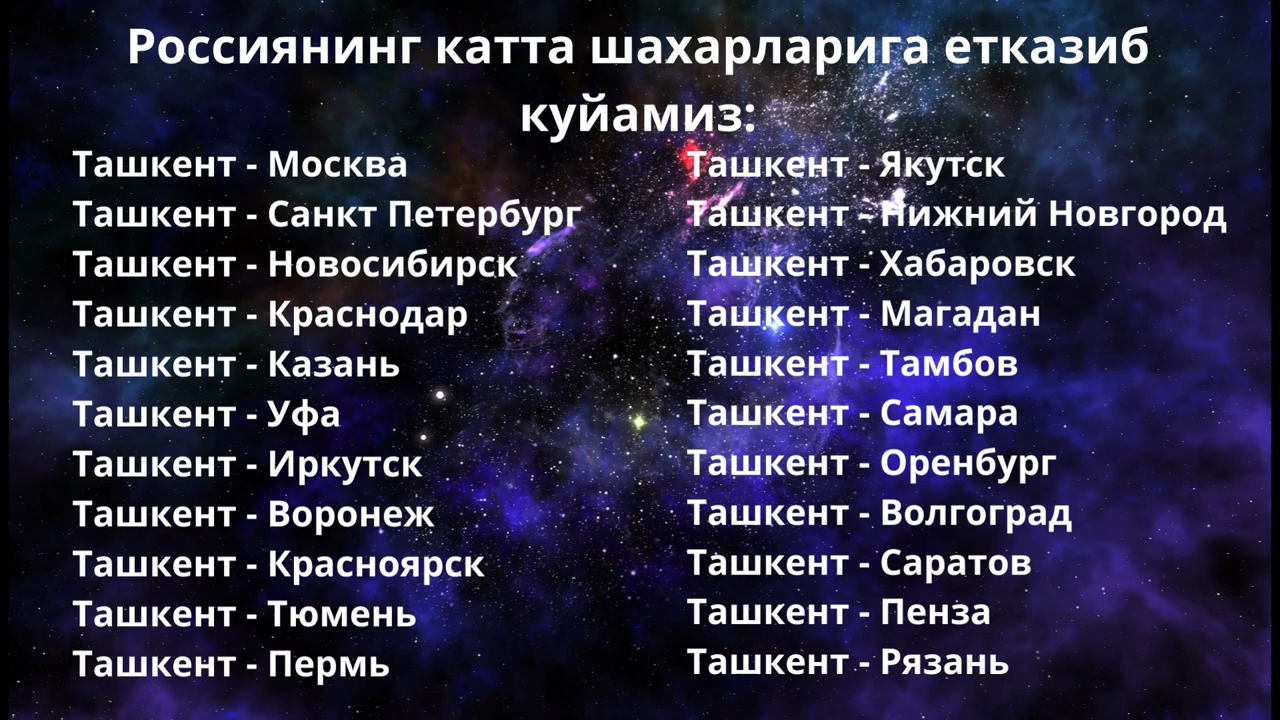 Россиянинг катта шахарларига етказиб
куйамиз:
Ташкент - Москва
Ташкент - Санкт Петербург
Ташкент - Новосибирск
Ташкент - Краснодар
Ташкент - Казань
Ташкент - Уфа
Ташкент - Иркутск
Ташкент - Воронеж
Ташкент - Красноярск
Ташкент - Тюмень
Ташкент - Пермь
Ташкент - Якутск
Ташкент - Нижний Новгород
Ташкент - Хабаровск
Ташкент - Магадан
Ташкент - Тамбов
Ташкент - Самара
Ташкент - Оренбург
Ташкент - Волгоград
Ташкент - Саратов
Ташкент - Пенза
Ташкент - Рязань